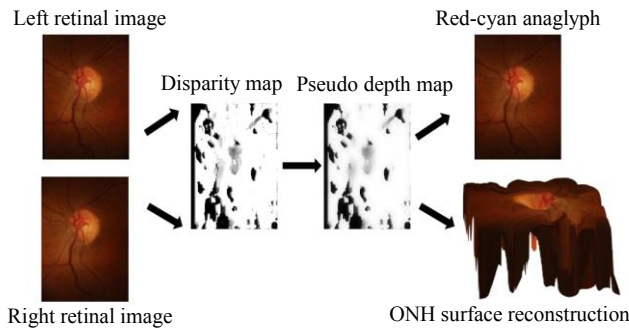 Left retinal image
Red-cyan anaglyph
Disparity map
Pseudo depth map
Right retinal image
ONH surface reconstruction